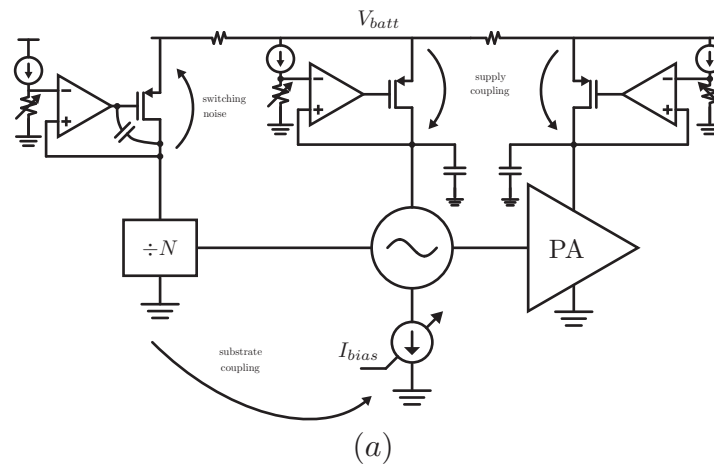 V_batt
switching
noise
supply
coupling
− + − + − +
÷N
PA
I_bias
substrate
coupling
(a)